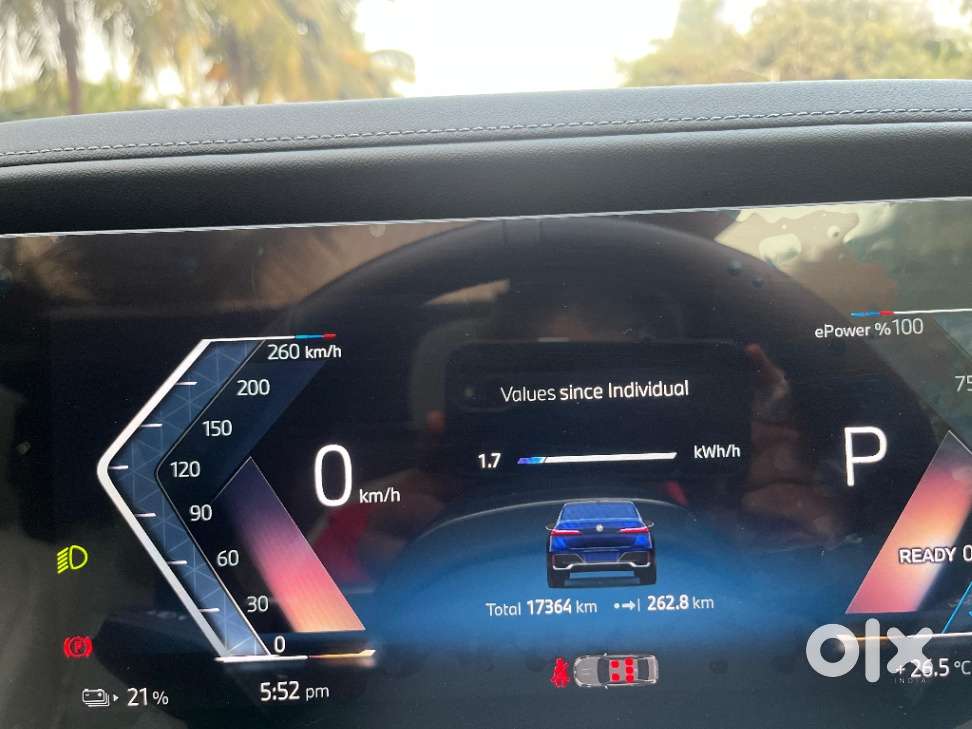 ePower %100
260 km/h
200
75
150
120
90
60
30
0
Values since Individual
1.7 kWh/h
0 km/h
P
READY
Total 17364 km 262.8 km
21%
5:52 pm
+ 26.5 °C
olx
INDIA